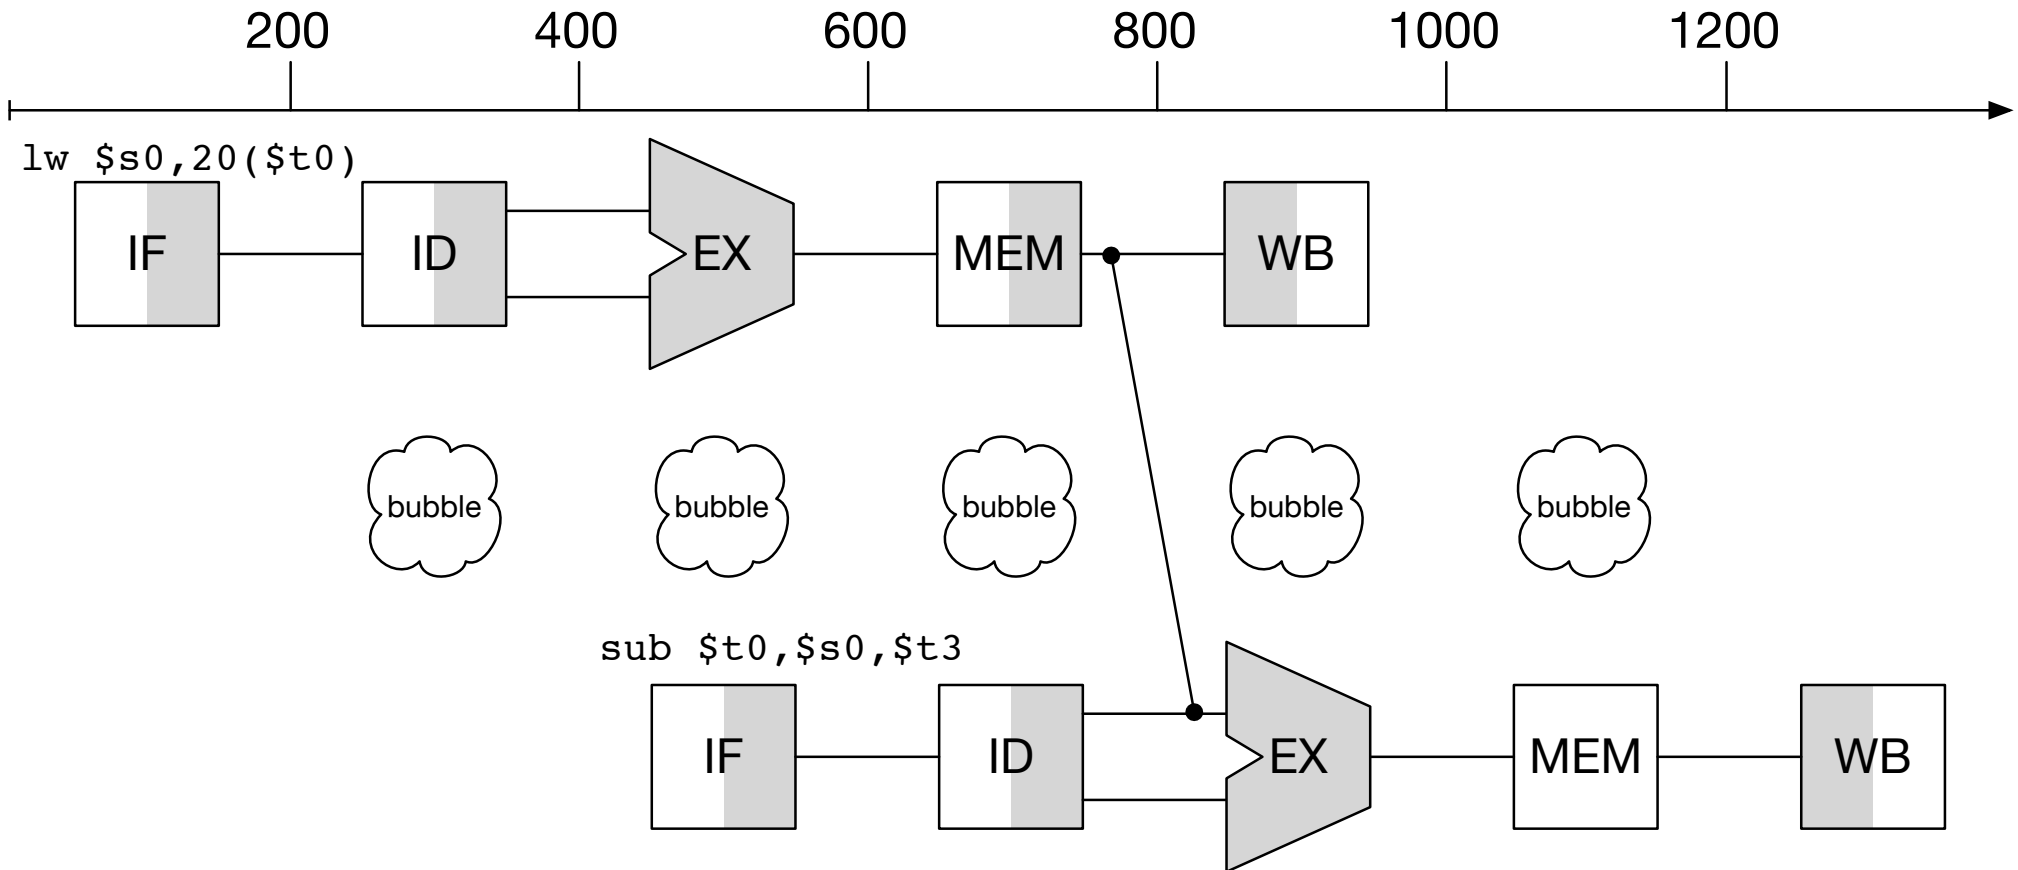 200 400 600 800 1000 1200
lw $s0,20($t0)
IF ID EX MEM WB
bubble bubble bubble bubble bubble
sub $t0,$s0,$t3
IF ID EX MEM WB